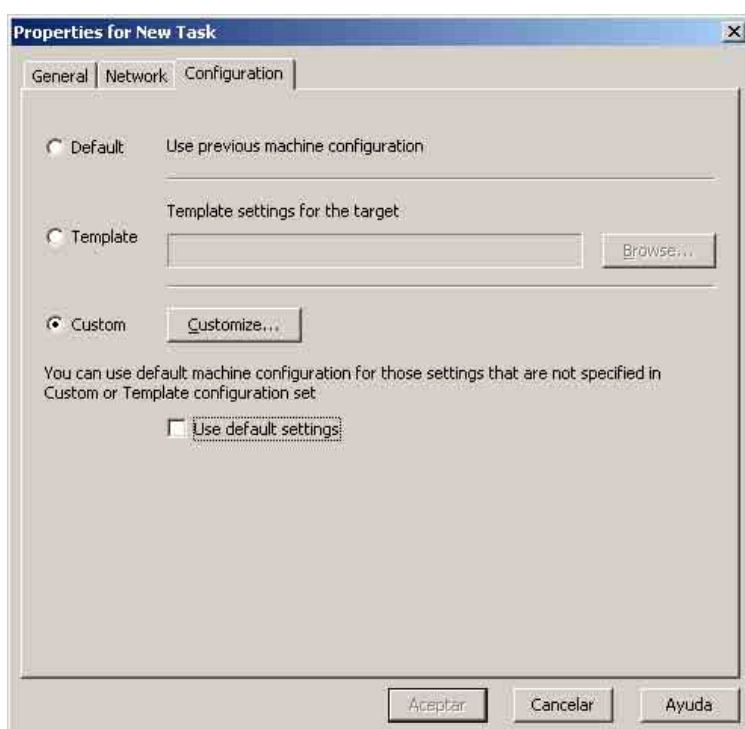 Properties for New Task
General Network Configuration
Default Use previous machine configuration
Template settings for the target
Template Browse...
Custom Customize...
You can use default machine configuration for those settings that are not specified in
Custom or Template configuration set
Use default settings
Aceptar Cancelar Ayuda